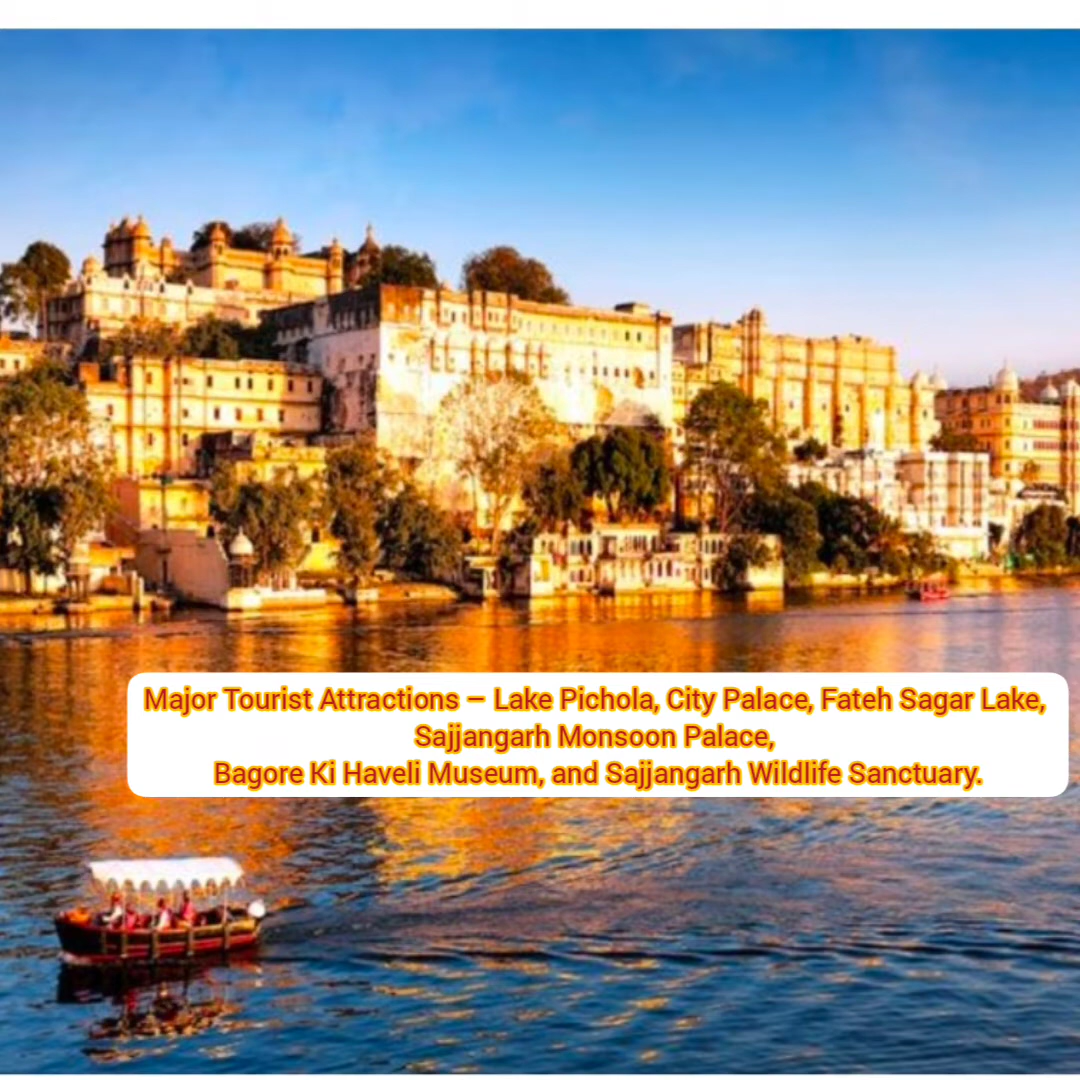 Major Tourist Attractions – Lake Pichola, City Palace, Fateh Sagar Lake,
Sajjangarh Monsoon Palace,
Bagore Ki Haveli Museum, and Sajjangarh Wildlife Sanctuary.